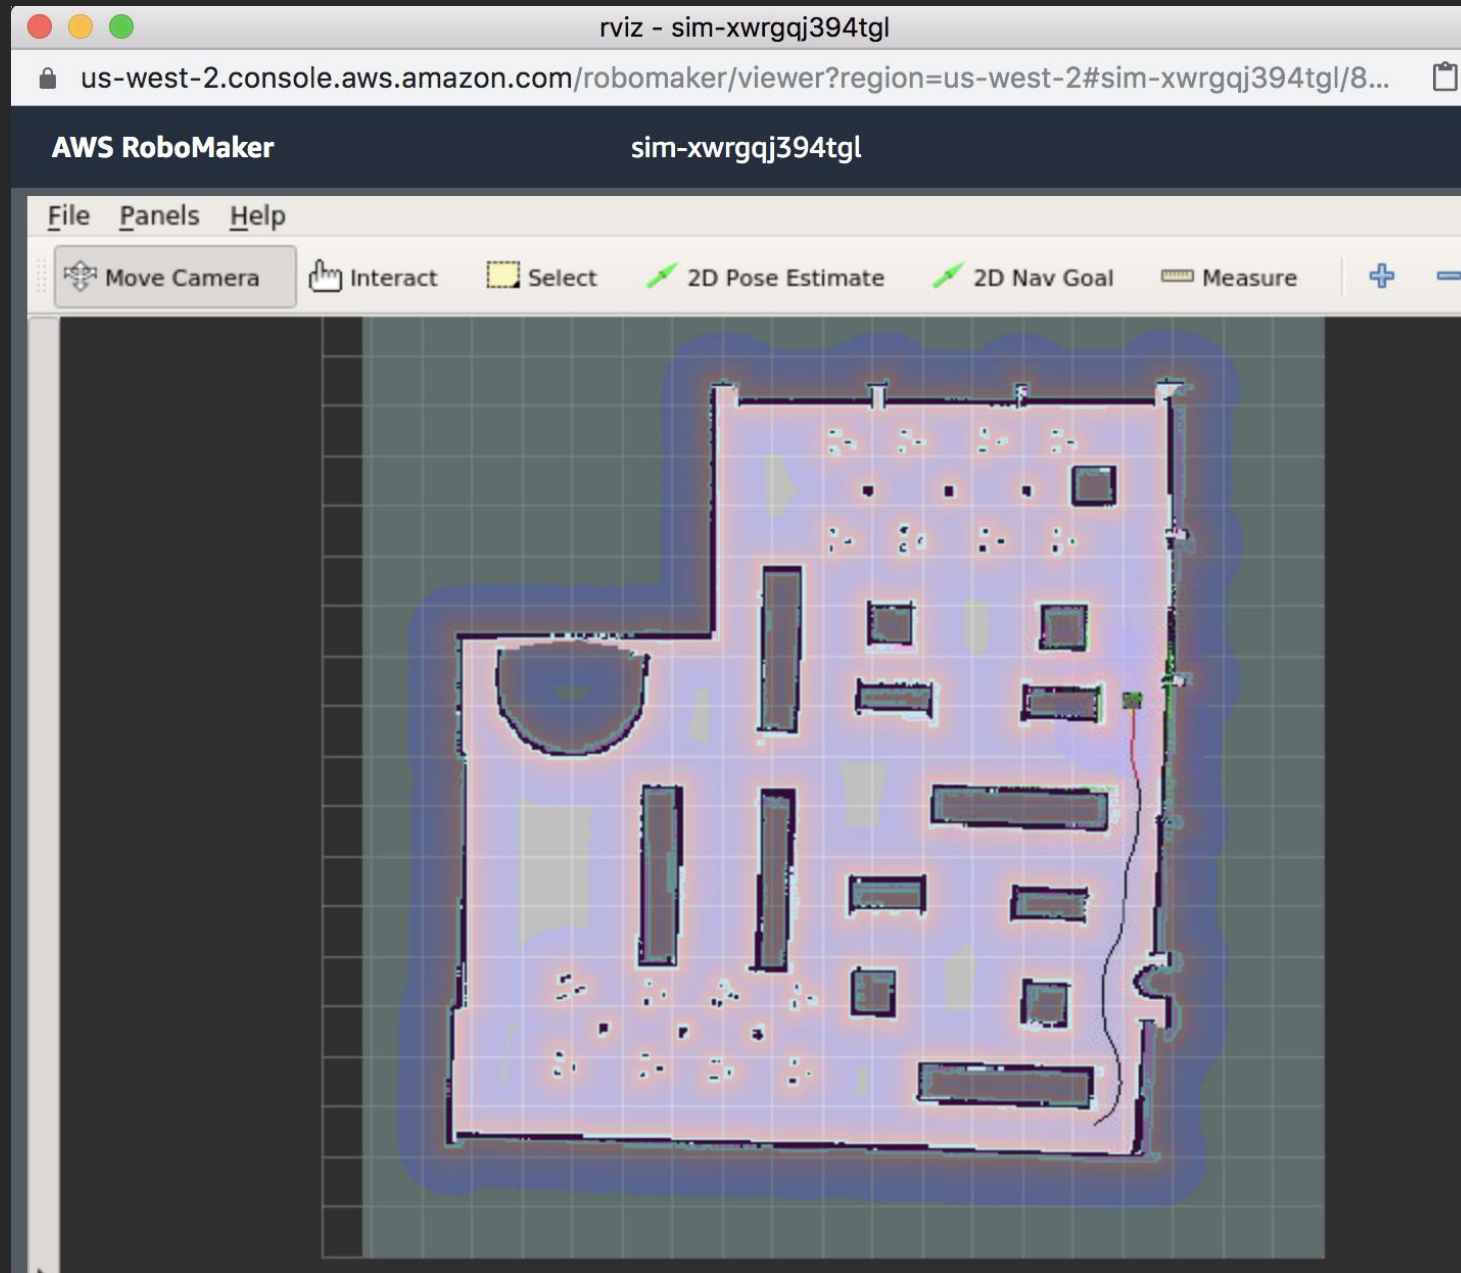 rviz - sim-xwrgqj394tgl
us-west-2.console.aws.amazon.com/robomaker/viewer?region=us-west-2#sim-xwrgqj394tgl/8...
AWS RoboMaker sim-xwrgqj394tgl
File Panels Help
Move Camera Interact Select 2D Pose Estimate 2D Nav Goal Measure